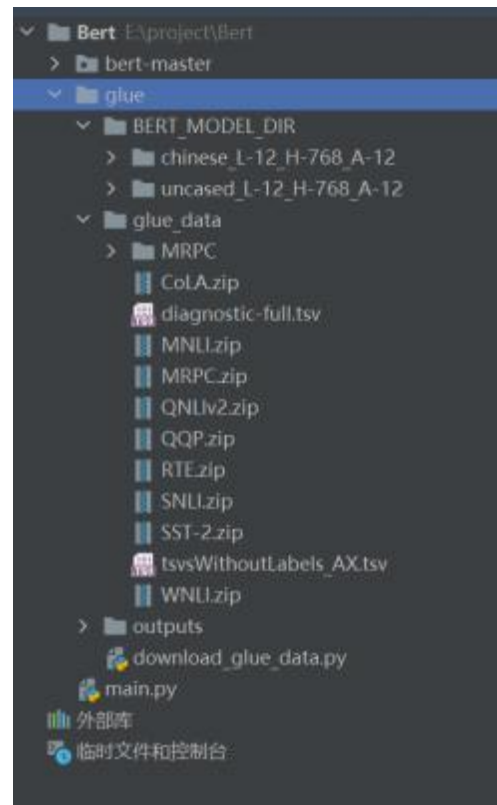 Bert E:\project\Bert
bert-master
glue
BERT_MODEL_DIR
chinese_L-12_H-768_A-12
uncased_L-12_H-768_A-12
glue_data
MRPC
CoLA.zip
diagnostic-full.tsv
MNLI.zip
MRPC.zip
QNLIv2.zip
QQP.zip
RTE.zip
SNLI.zip
SST-2.zip
tsvsWithoutLabels_AX.tsv
WNLI.zip
outputs
download_glue_data.py
main.py
外部库
临时文件和控制台